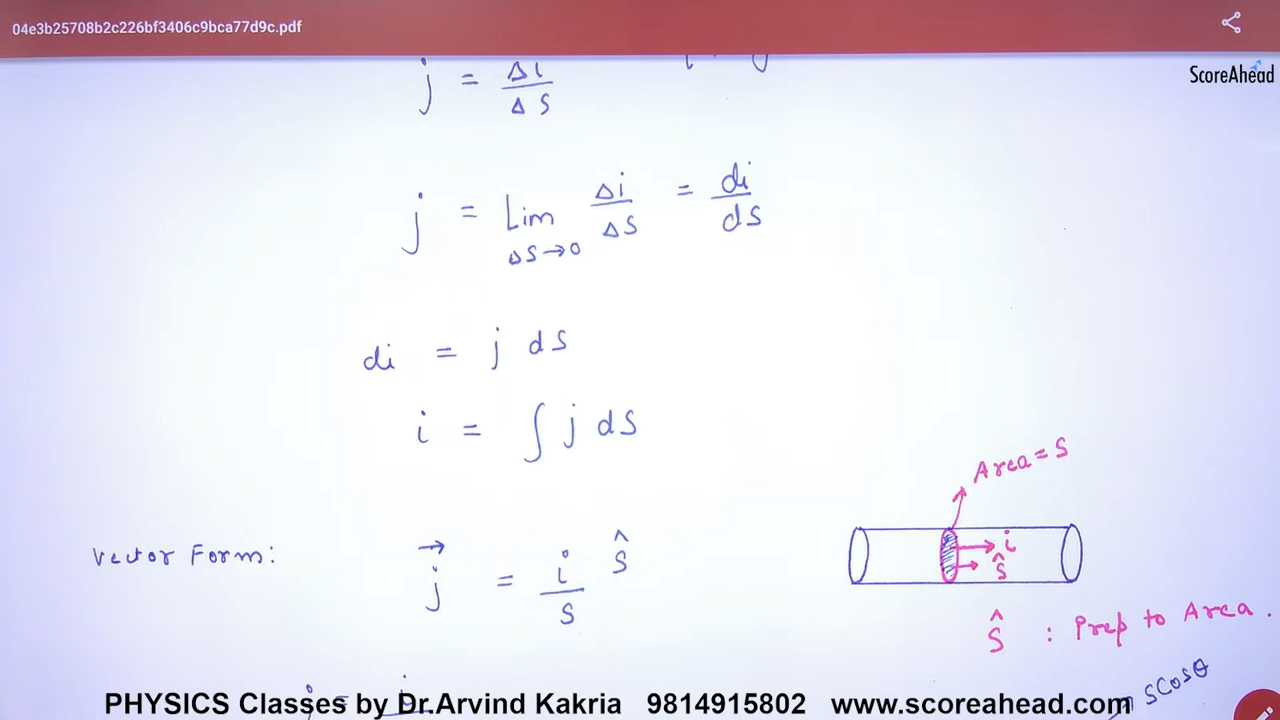 04e3b25708b2c226bf3406c9bca77d9c.pdf
ScoreAhead
j = Δi / ΔS
j = Lim ΔS→0 Δi / ΔS = di / dS
di = j dS
i = ∫ j dS
Area = S
Vector Form: j⃗ = i / S Ŝ
i
Ŝ
Ŝ : Prep to Area.
S Cosθ
PHYSICS Classes by Dr.Arvind Kakria 9814915802 www.scoreahead.com